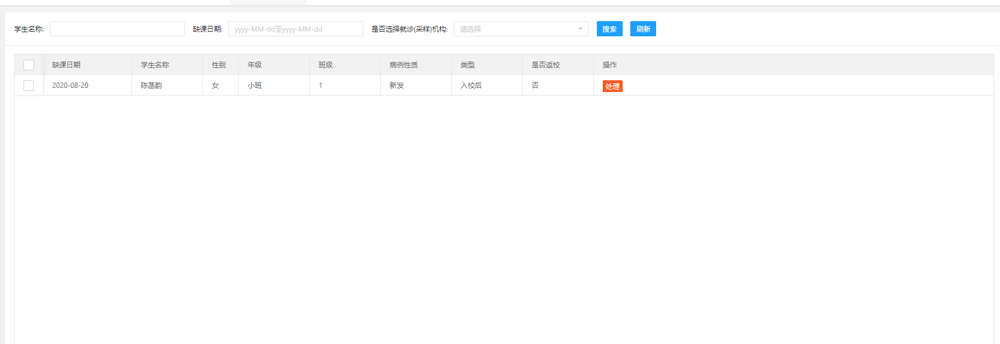 学生名称: 缺课日期: yyyy-MM-dd至yyyy-MM-dd 是否选择就诊(采样)机构: 请选择 搜索 刷新
缺课日期 学生名称 性别 年级 班级 病例性质 类型 是否返校 操作
2020-08-20 陈菡韵 女 小班 1 新发 入校后 否 处理